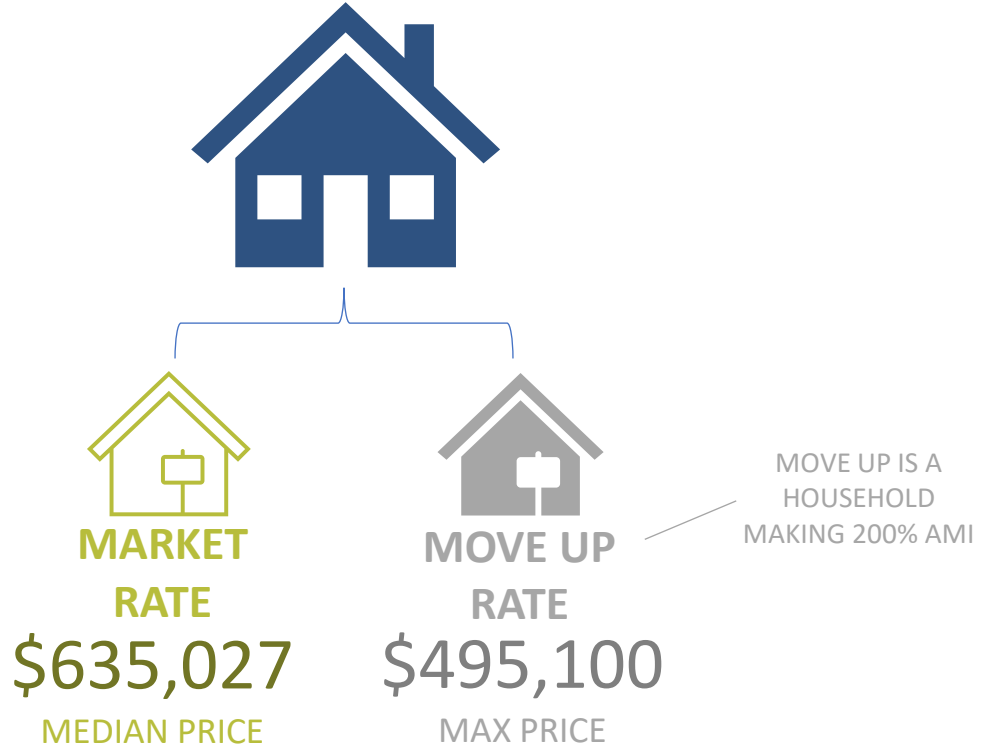 MARKET
RATE
$635,027
MEDIAN PRICE
MOVE UP
RATE
$495,100
MAX PRICE
MOVE UP IS A
HOUSEHOLD
MAKING 200% AMI